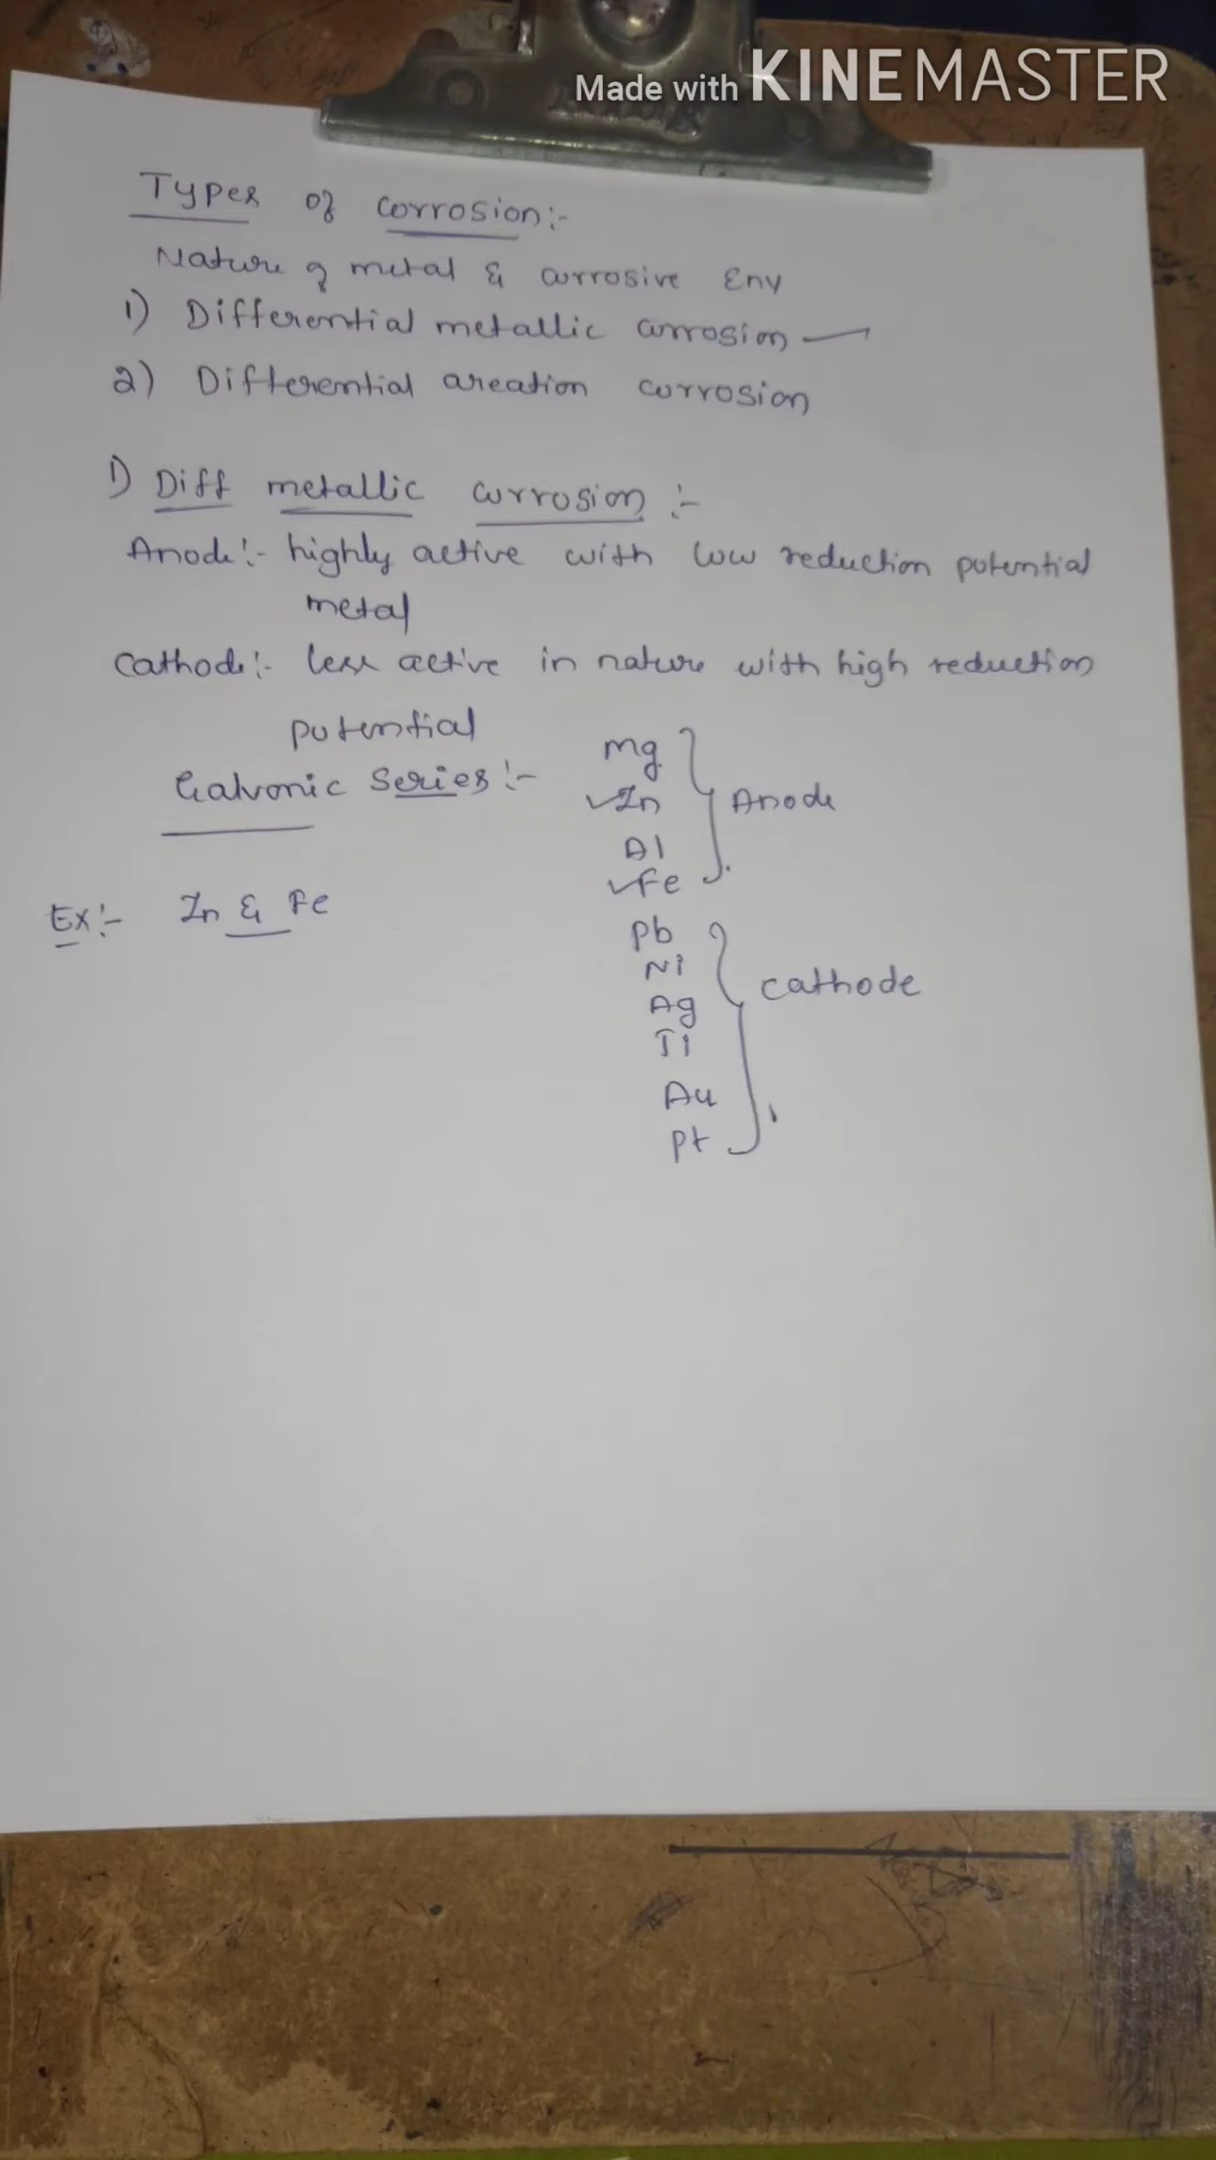 Made with KINEMASTER
Types of corrosion:-
Nature of metal & corrosive Env
1) Differential metallic corrosion —
2) Differential areation corrosion
1) Diff metallic corrosion :-
Anode:- highly active with low reduction potential
metal
Cathode:- less active in nature with high reduction
potential
Galvonic Series:-
Mg
✓Zn
Al
✓Fe
Anode
Ex:- Zn & Fe
Pb
Ni
Ag
Ti
Au
Pt
Cathode